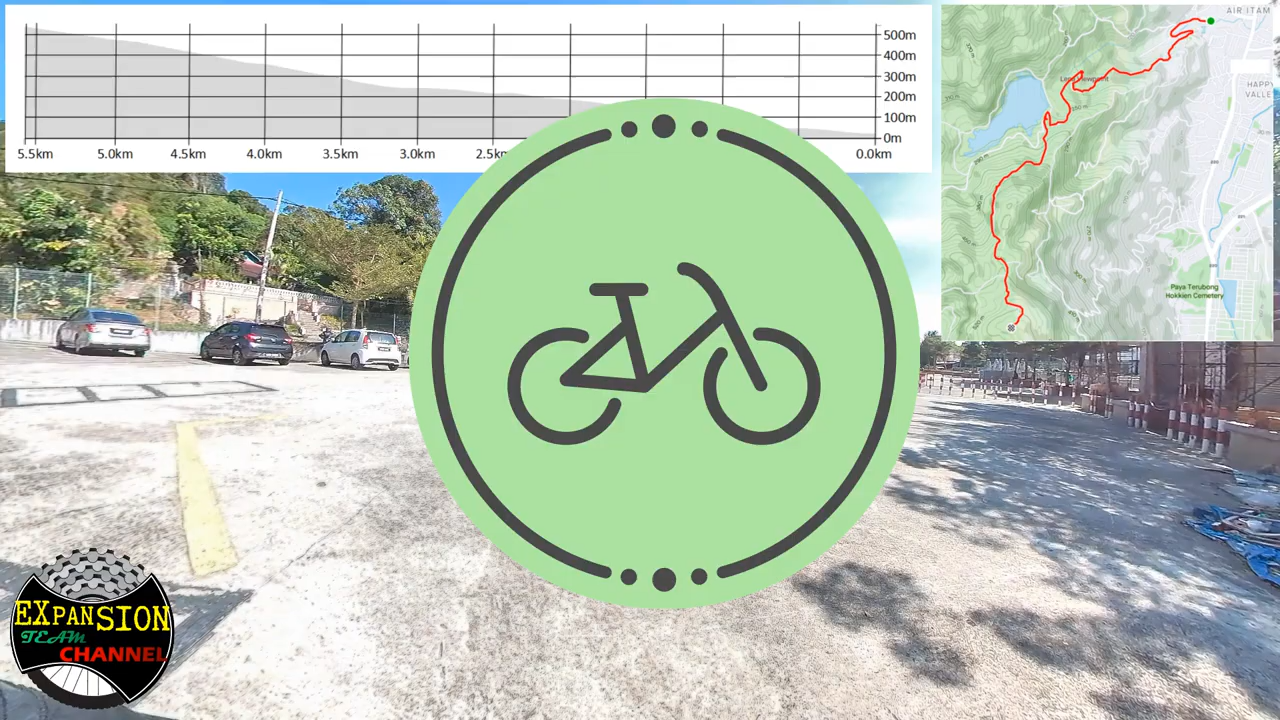 500m
400m
300m
200m
100m
0m
5.5km 5.0km 4.5km 4.0km 3.5km 3.0km 2.5k 0.0km
AIR ITAM
HAPPY
VALLE
Paya Terubong
Hokkien Cemetery
EXPANSION
TEAM
CHANNEL